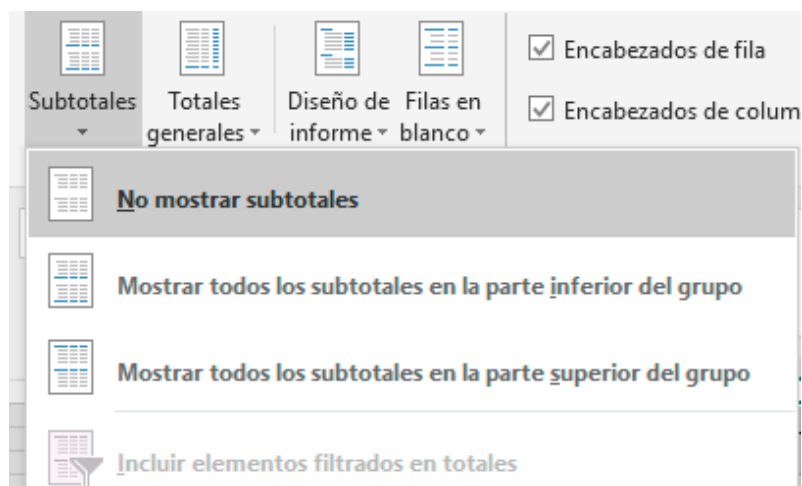 Subtotales
Totales
generales
Diseño de
informe
Filas en
blanco
Encabezados de fila
Encabezados de colum
No mostrar subtotales
Mostrar todos los subtotales en la parte inferior del grupo
Mostrar todos los subtotales en la parte superior del grupo
Incluir elementos filtrados en totales